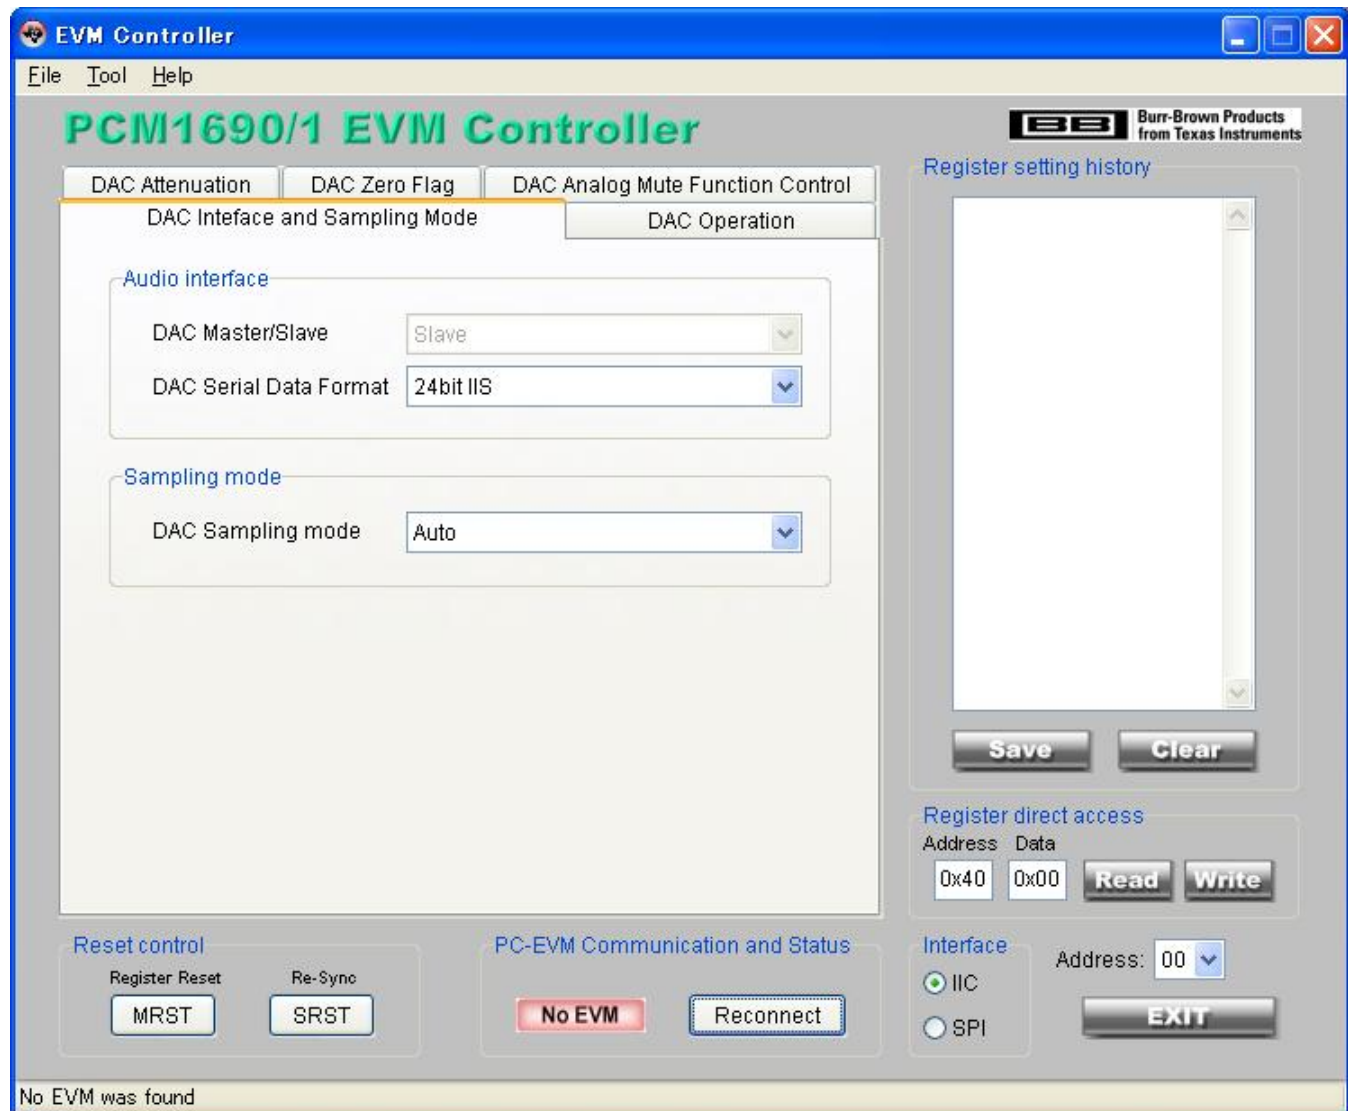 EVM Controller
File Tool Help
PCM1690/1 EVM Controller
BB Burr-Brown Products
from Texas Instruments
DAC Attenuation DAC Zero Flag DAC Analog Mute Function Control
DAC Inteface and Sampling Mode DAC Operation
Audio interface
DAC Master/Slave Slave
DAC Serial Data Format 24bit IIS
Sampling mode
DAC Sampling mode Auto
Register setting history
Save Clear
Register direct access
Address Data
0x40 0x00 Read Write
Reset control
Register Reset Re-Sync
MRST SRST
PC-EVM Communication and Status
No EVM Reconnect
Interface
IIC
SPI
Address: 00
EXIT
No EVM was found